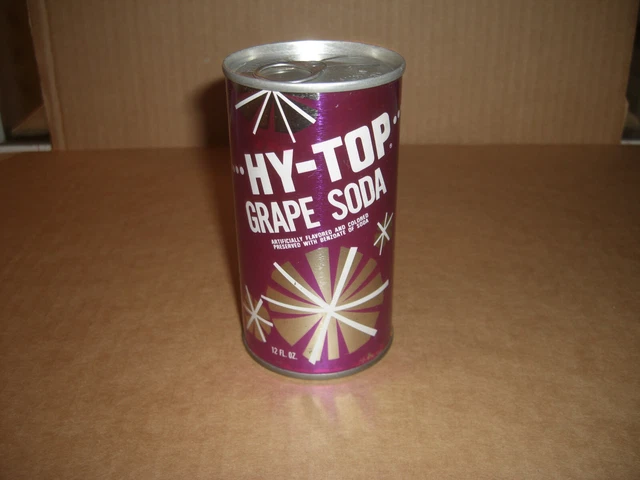 HY-TOP
GRAPE SODA
ARTIFICIALLY FLAVORED AND COLORED
PRESERVED WITH BENZOATE OF SODA
12 FL. OZ.